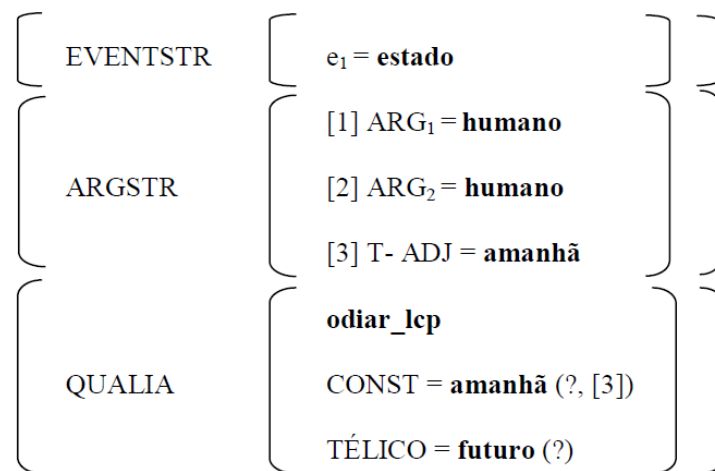 EVENTSTR e₁ = estado
[1] ARG₁ = humano
ARGSTR [2] ARG₂ = humano
[3] T- ADJ = amanhã
odiar_lcp
QUALIA CONST = amanhã (?, [3])
TÉLICO = futuro (?)